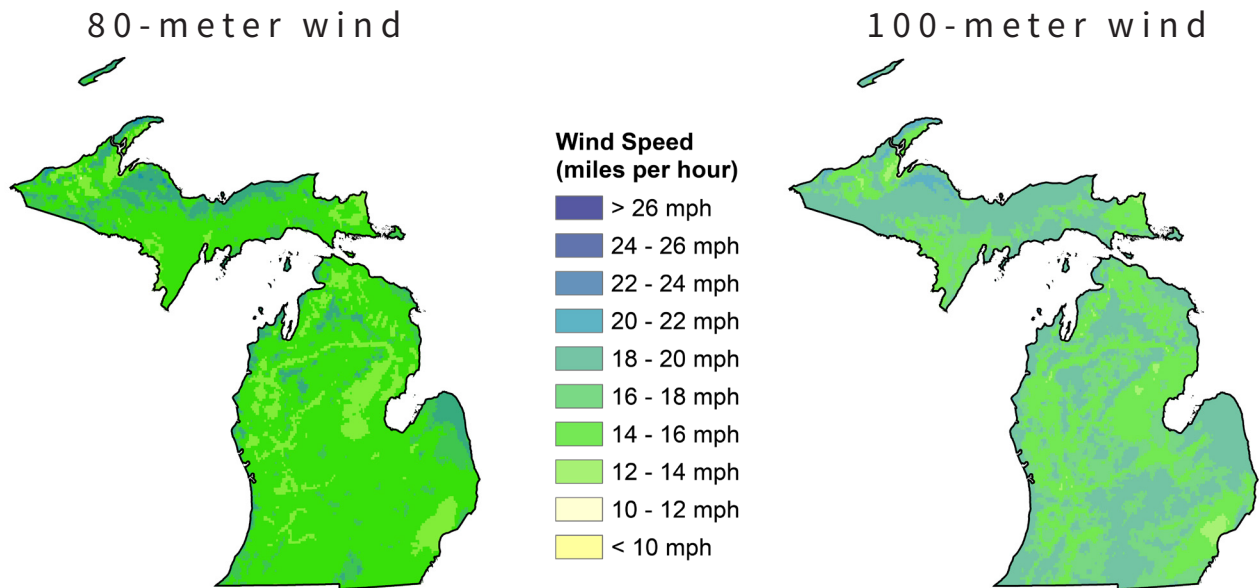 80-meter wind
100-meter wind
Wind Speed
(miles per hour)
> 26 mph
24 - 26 mph
22 - 24 mph
20 - 22 mph
18 - 20 mph
16 - 18 mph
14 - 16 mph
12 - 14 mph
10 - 12 mph
< 10 mph